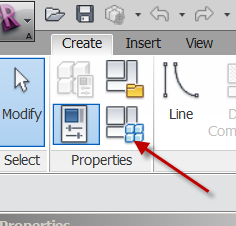 R
A
Create Insert View
Modify
Line
Select Properties
Properties